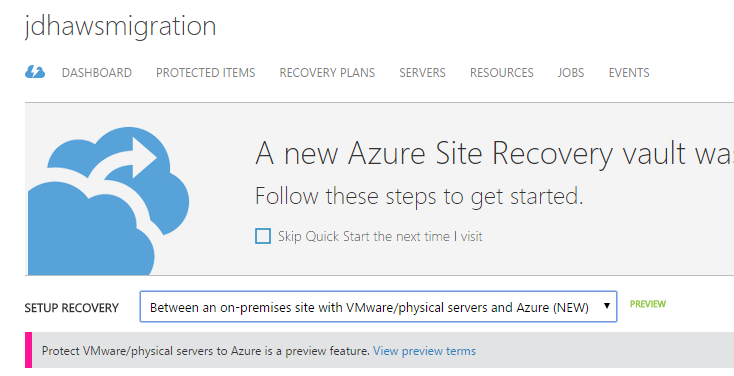 jdhawsmigration
DASHBOARD PROTECTED ITEMS RECOVERY PLANS SERVERS RESOURCES JOBS EVENTS
A new Azure Site Recovery vault was
Follow these steps to get started.
Skip Quick Start the next time I visit
SETUP RECOVERY Between an on-premises site with VMware/physical servers and Azure (NEW) PREVIEW
Protect VMware/physical servers to Azure is a preview feature. View preview terms